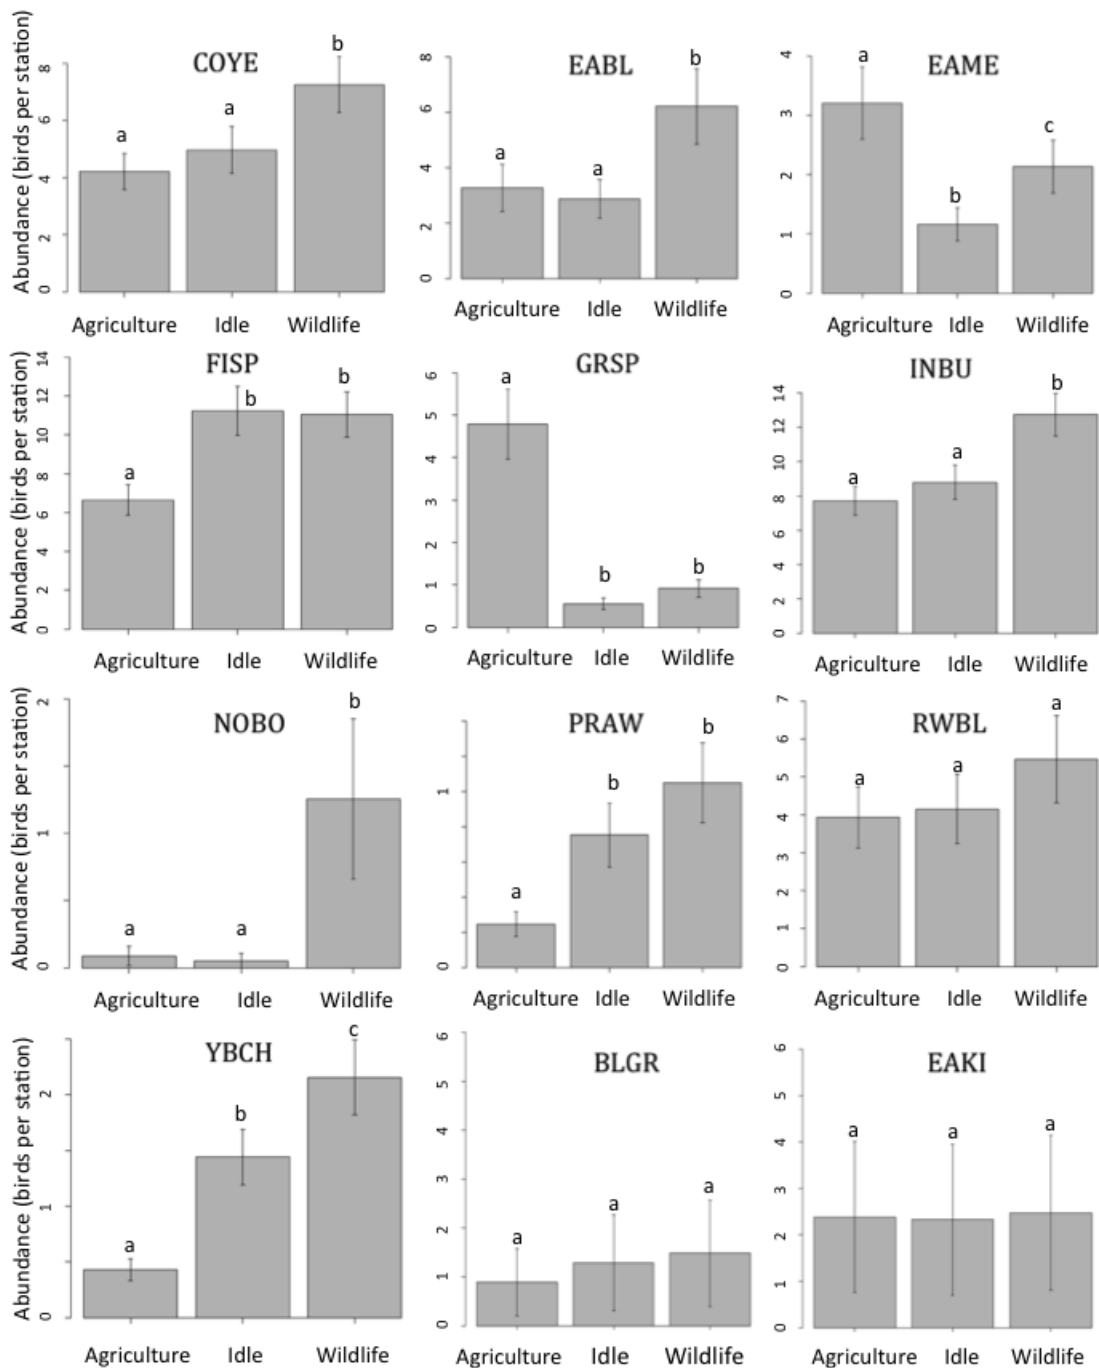 COYE
Abundance (birds per station)
0 2 4 6 8
a a b
Agriculture Idle Wildlife
EABL
0 2 4 6 8
a a b
Agriculture Idle Wildlife
EAME
0 1 2 3 4
a b c
Agriculture Idle Wildlife
FISP
Abundance (birds per station)
0 2 4 6 8 10 12 14
a b b
Agriculture Idle Wildlife
GRSP
0 1 2 3 4 5 6
a b b
Agriculture Idle Wildlife
INBU
0 2 4 6 8 10 12 14
a a b
Agriculture Idle Wildlife
NOBO
Abundance (birds per station)
0 1 2
a a b
Agriculture Idle Wildlife
PRAW
0 1
a b b
Agriculture Idle Wildlife
RWBL
0 1 2 3 4 5 6 7
a a a
Agriculture Idle Wildlife
YBCH
Abundance (birds per station)
0 1 2
a b c
Agriculture Idle Wildlife
BLGR
0 1 2 3 4 5 6
a a a
Agriculture Idle Wildlife
EAKI
0 1 2 3 4 5 6
a a a
Agriculture Idle Wildlife